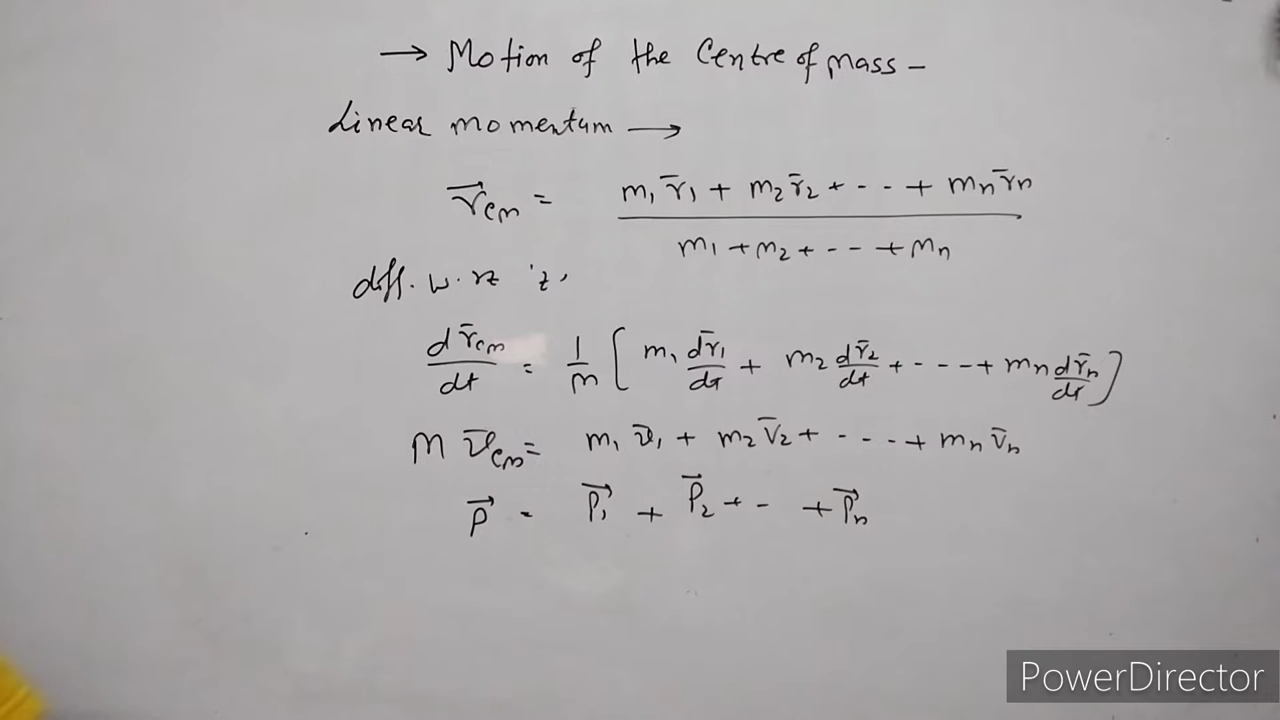 → Motion of the Centre of mass –
Linear momentum →
r⃗cm = (m₁r̄₁ + m₂r̄₂ + - - + mₙr̄ₙ) / (m₁ + m₂ + - - + mₙ)
diff. w.r.t 't'
dr̄cm/dt = 1/m [ m₁ dr̄₁/dt + m₂ dr̄₂/dt + - - - + mₙ dr̄ₙ/dt ]
M v̄cm = m₁v̄₁ + m₂v̄₂ + - - - - + mₙv̄ₙ
P⃗ = P⃗₁ + P⃗₂ + - - + P⃗ₙ
PowerDirector